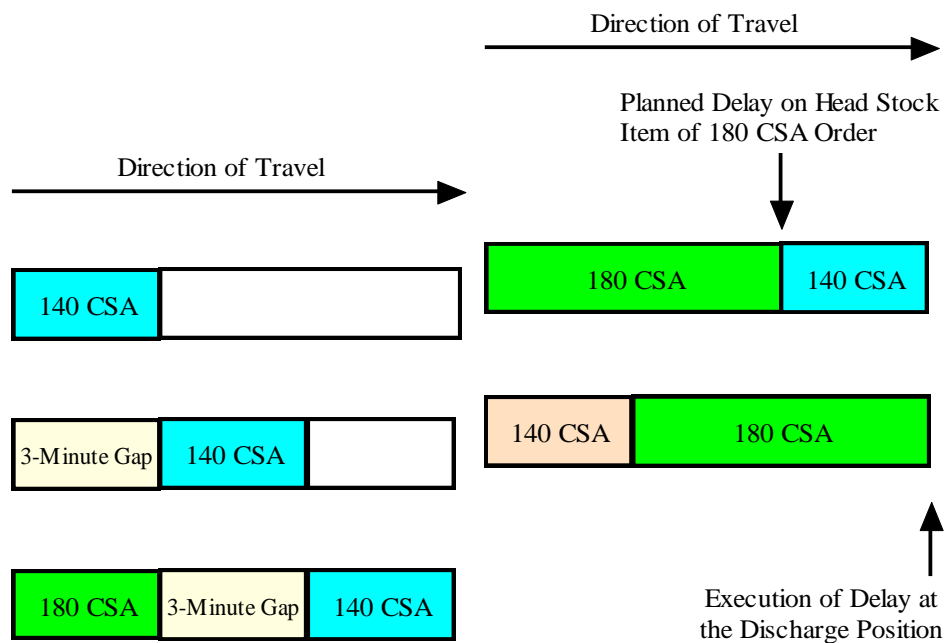 Direction of Travel
140 CSA
3-Minute Gap 140 CSA
180 CSA 3-Minute Gap 140 CSA
Direction of Travel
Planned Delay on Head Stock
Item of 180 CSA Order
180 CSA 140 CSA
140 CSA 180 CSA
Execution of Delay at
the Discharge Position